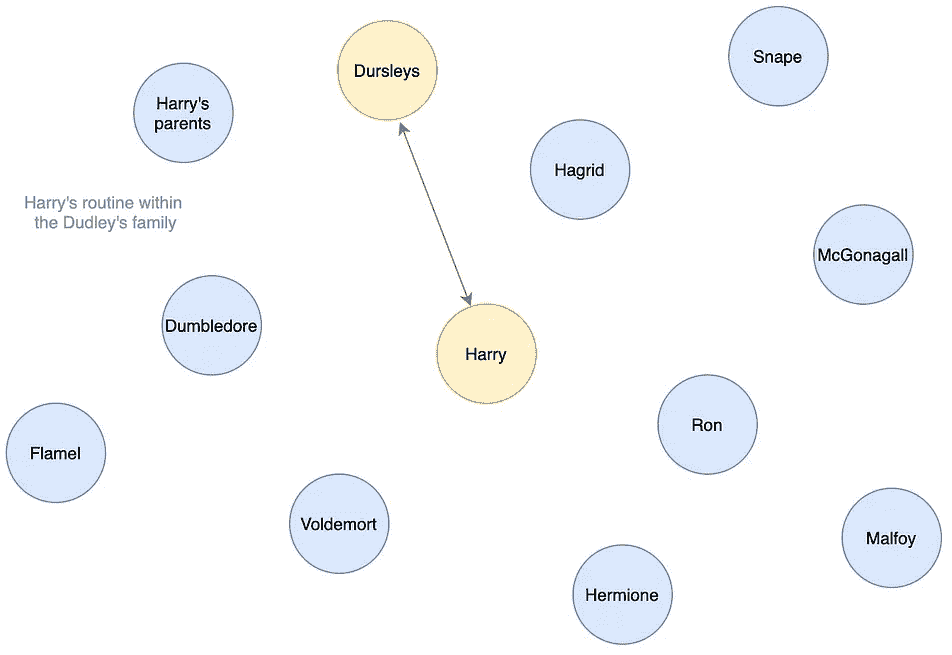 Snape
Dursleys
Harry's
parents
Hagrid
Harry's routine within
the Dudley's family
McGonagall
Dumbledore
Harry
Ron
Flamel
Voldemort
Malfoy
Hermione